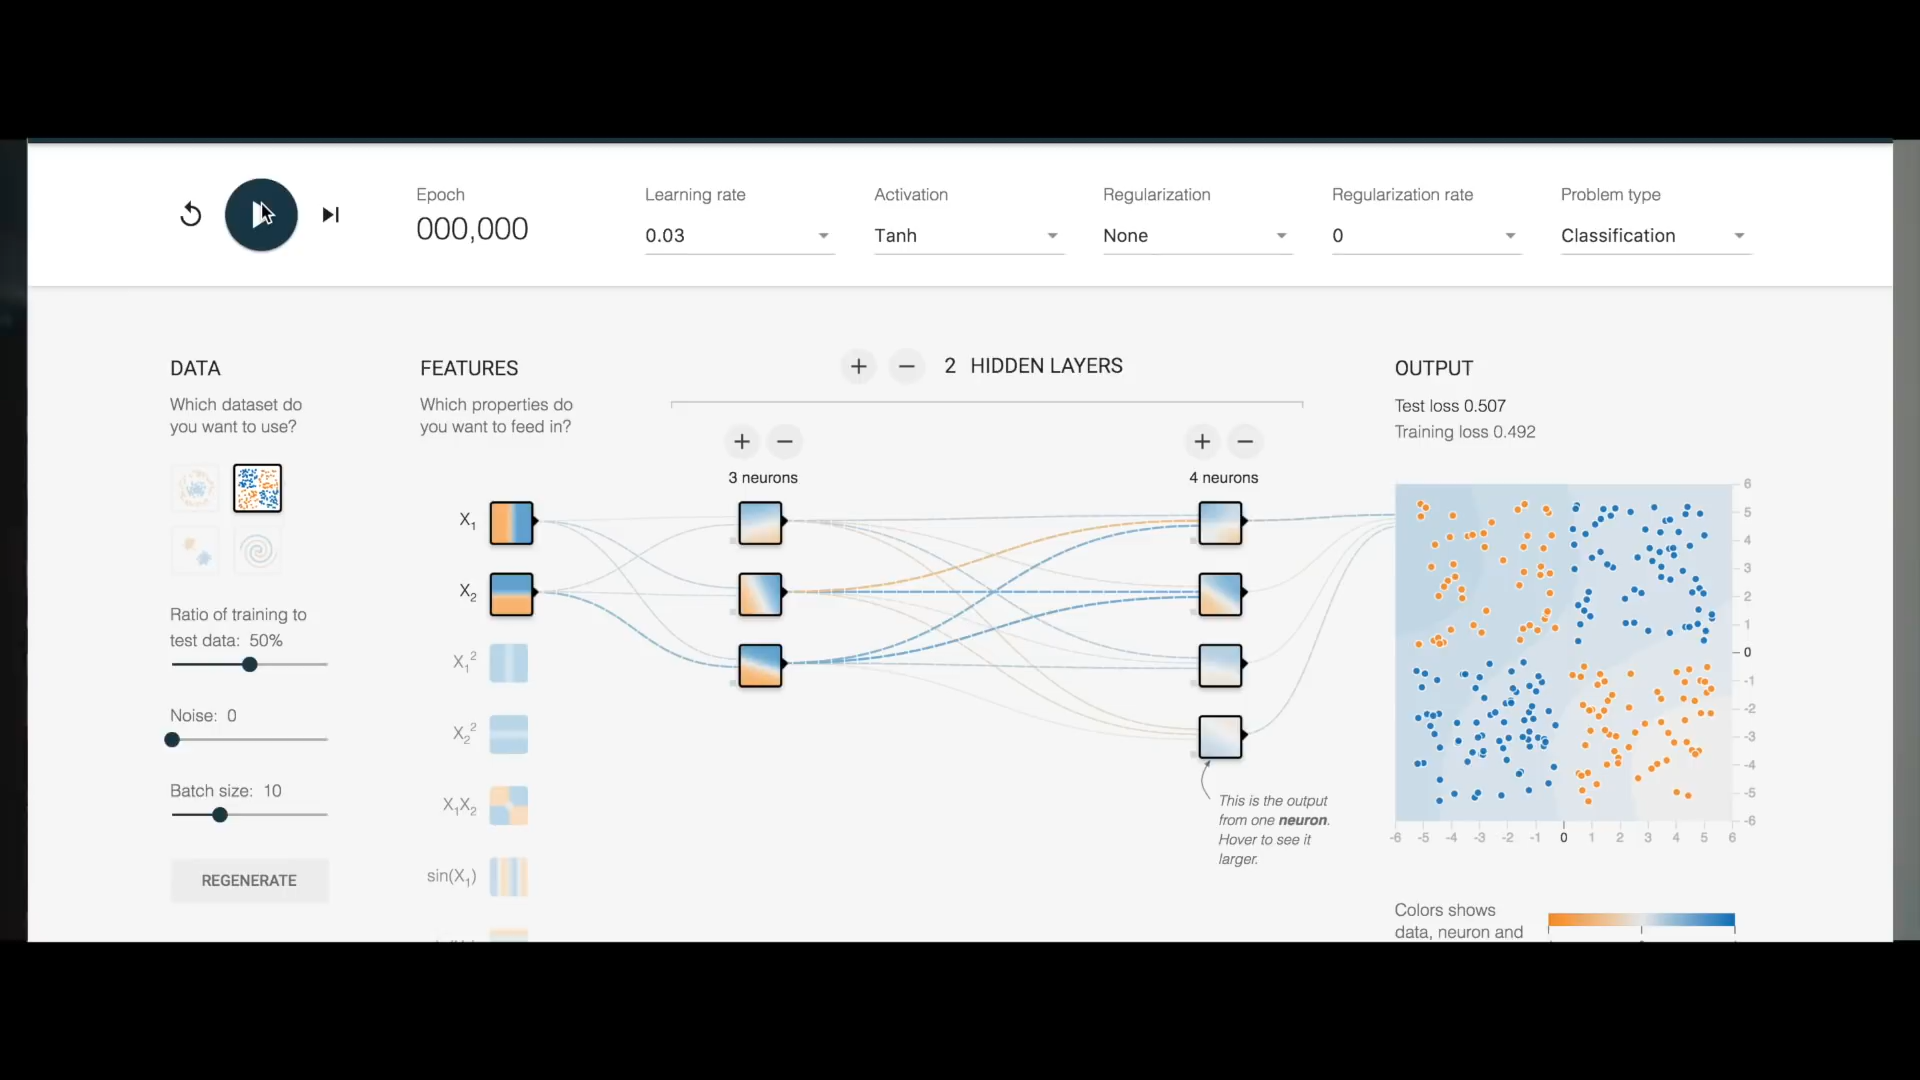 Epoch
000,000
Learning rate
0.03
Activation
Tanh
Regularization
None
Regularization rate
0
Problem type
Classification
DATA
Which dataset do
you want to use?
Ratio of training to
test data: 50%
Noise: 0
Batch size: 10
REGENERATE
FEATURES
Which properties do
you want to feed in?
X₁
X₂
X₁²
X₂²
X₁X₂
sin(X₁)
2 HIDDEN LAYERS
3 neurons
4 neurons
This is the output
from one neuron.
Hover to see it
larger.
OUTPUT
Test loss 0.507
Training loss 0.492
6
5
4
3
2
1
0
-1
-2
-3
-4
-5
-6
-6 -5 -4 -3 -2 -1 0 1 2 3 4 5 6
Colors shows
data, neuron and